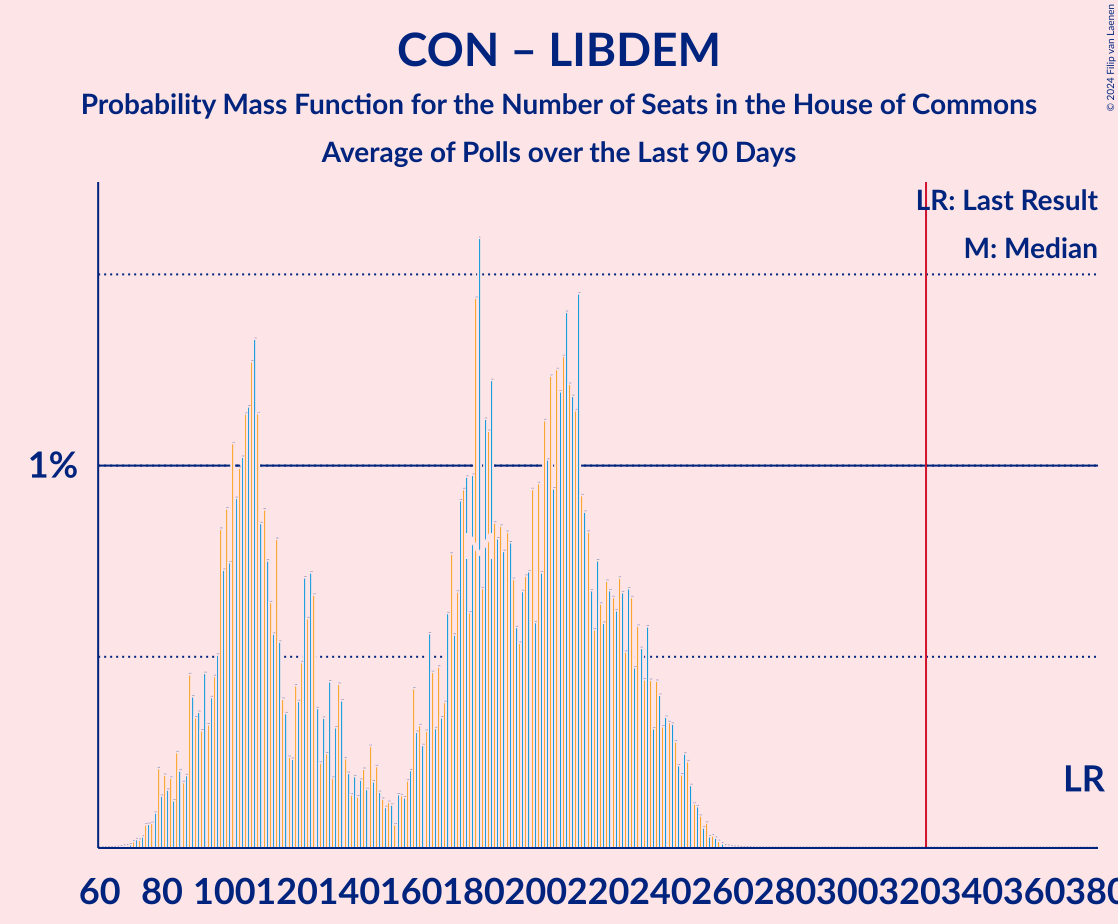 CON – LIBDEM
Probability Mass Function for the Number of Seats in the House of Commons
Average of Polls over the Last 90 Days
© 2024 Filip van Laenen
LR: Last Result
M: Median
1%
LR
60 80 100 120 140 160 180 200 220 240 260 280 300 320 340 360 380